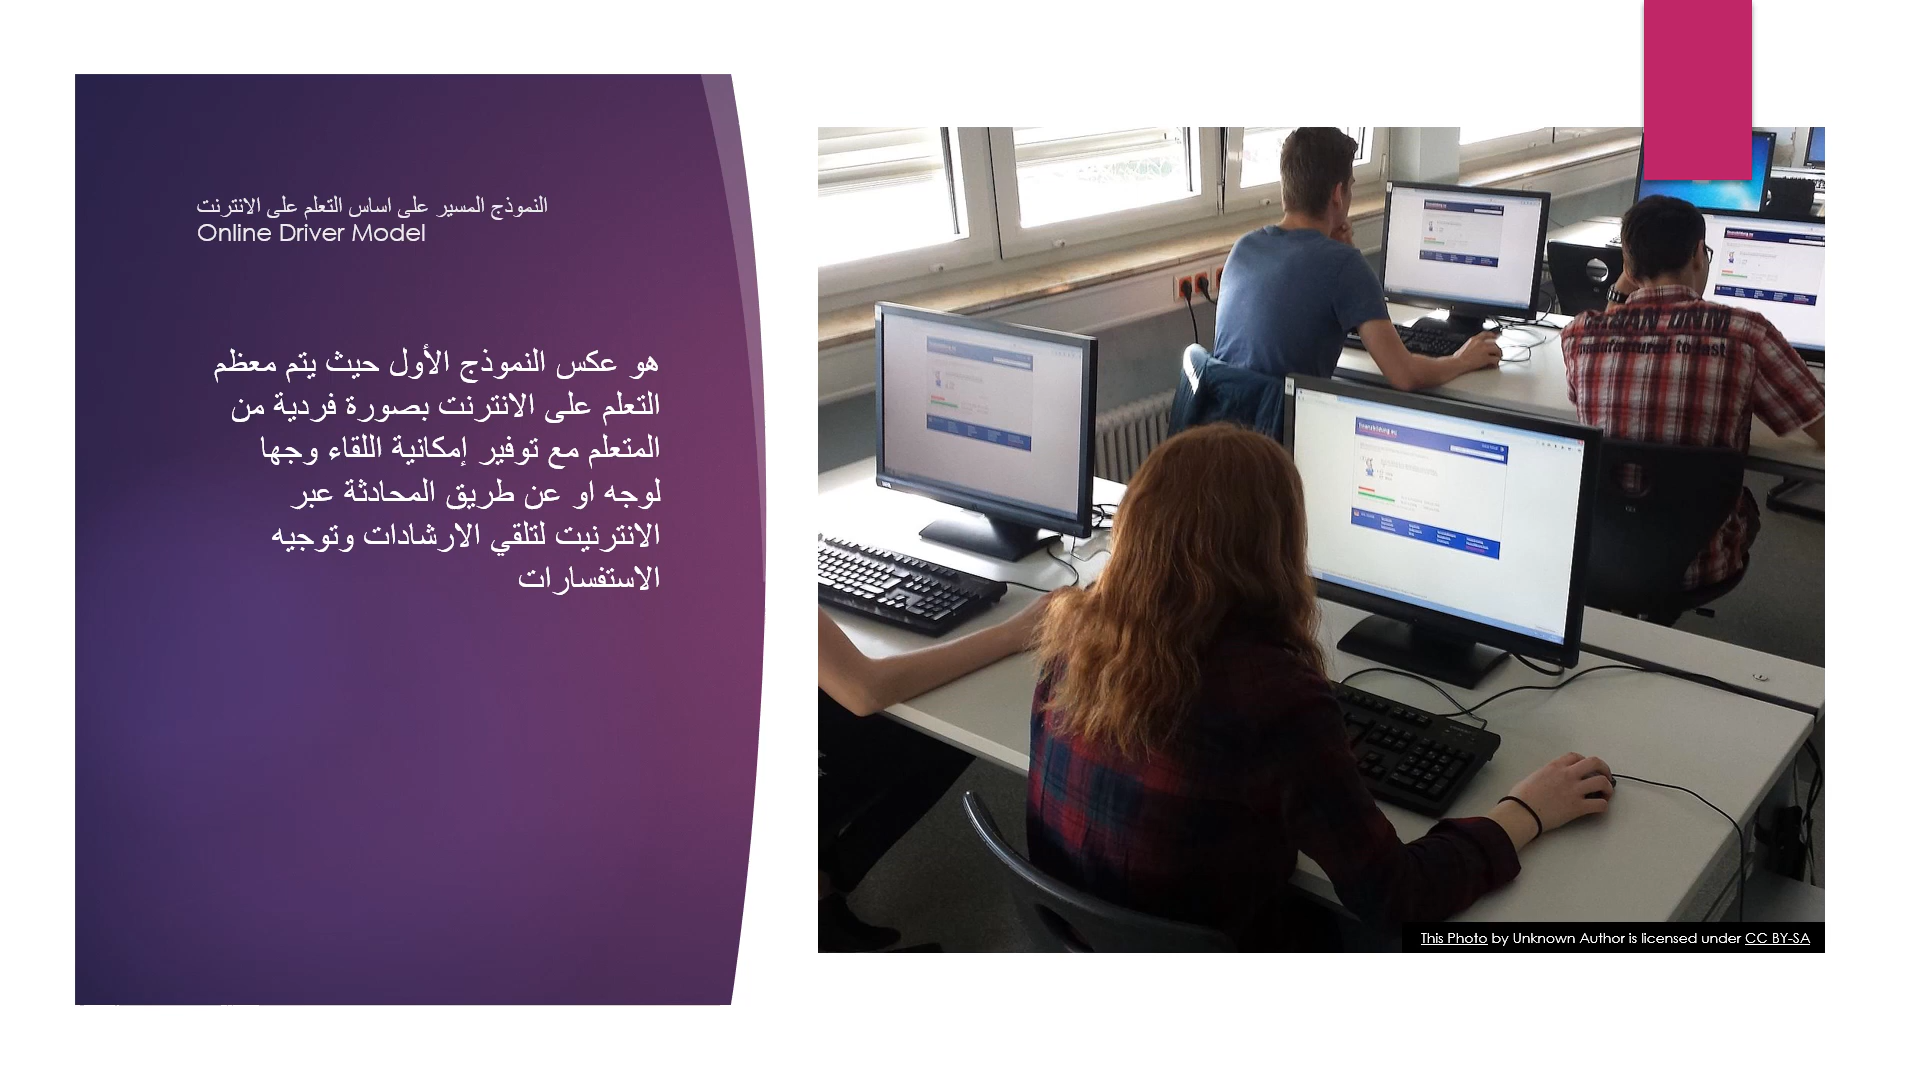 النموذج المسير على اساس التعلم على الانترنت
Online Driver Model
هو عكس النموذج الأول حيث يتم معظم
التعلم على الانترنت بصورة فردية من
المتعلم مع توفير إمكانية اللقاء وجها
لوجه او عن طريق المحادثة عبر
الانترنيت لتلقي الارشادات وتوجيه
الاستفسارات
finanzbildung.eu
This Photo by Unknown Author is licensed under CC BY-SA